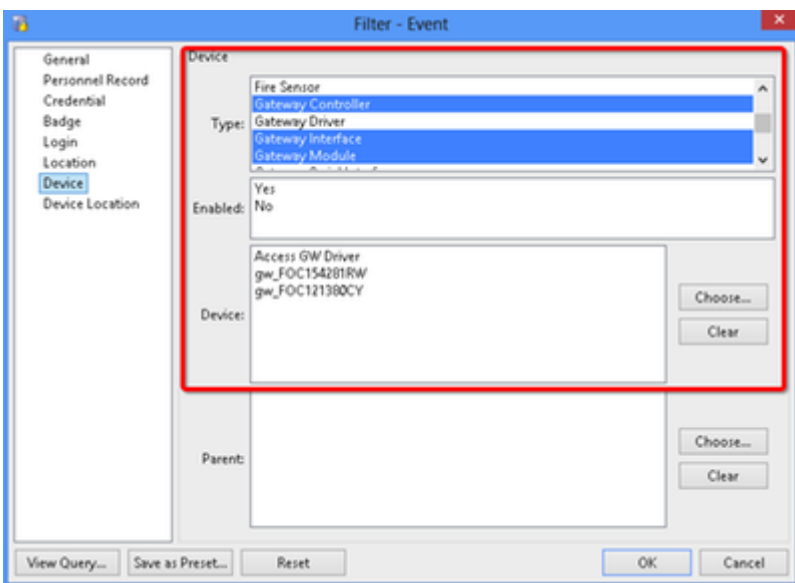 Filter - Event
General
Personnel Record
Credential
Badge
Login
Location
Device
Device Location
Device
Type:
Fire Sensor
Gateway Controller
Gateway Driver
Gateway Interface
Gateway Module
Enabled:
Yes
No
Device:
Access GW Driver
gw_FOC154281RW
gw_FOC121380CY
Choose...
Clear
Parent:
Choose...
Clear
View Query...
Save as Preset...
Reset
OK
Cancel